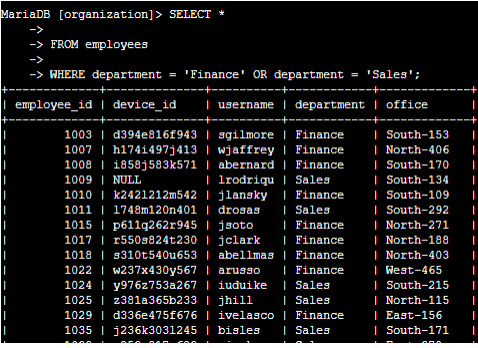 MariaDB [organization]> SELECT *
->
-> FROM employees
->
-> WHERE department = 'Finance' OR department = 'Sales';
+-------------+--------------+----------+------------+-----------+
| employee_id | device_id | username | department | office |
+-------------+--------------+----------+------------+-----------+
| 1003 | d394e816f943 | sgilmore | Finance | South-153 |
| 1007 | h174i497j413 | wjaffrey | Finance | North-406 |
| 1008 | i858j583k571 | abernard | Finance | South-170 |
| 1009 | NULL | lrodriqu | Sales | South-134 |
| 1010 | k242l212m542 | jlansky | Finance | South-109 |
| 1011 | l748m120n401 | drosas | Sales | South-292 |
| 1015 | p611q262r945 | jsoto | Finance | North-271 |
| 1017 | r550s824t230 | jclark | Finance | North-188 |
| 1018 | s310t540u653 | abellmas | Finance | North-403 |
| 1022 | w237x430y567 | arusso | Finance | West-465 |
| 1024 | y976z753a267 | iuduike | Sales | South-215 |
| 1025 | z381a365b233 | jhill | Sales | North-115 |
| 1029 | d336e475f676 | ivelasco | Finance | East-156 |
| 1035 | j236k303l245 | bisles | Sales | South-171 |